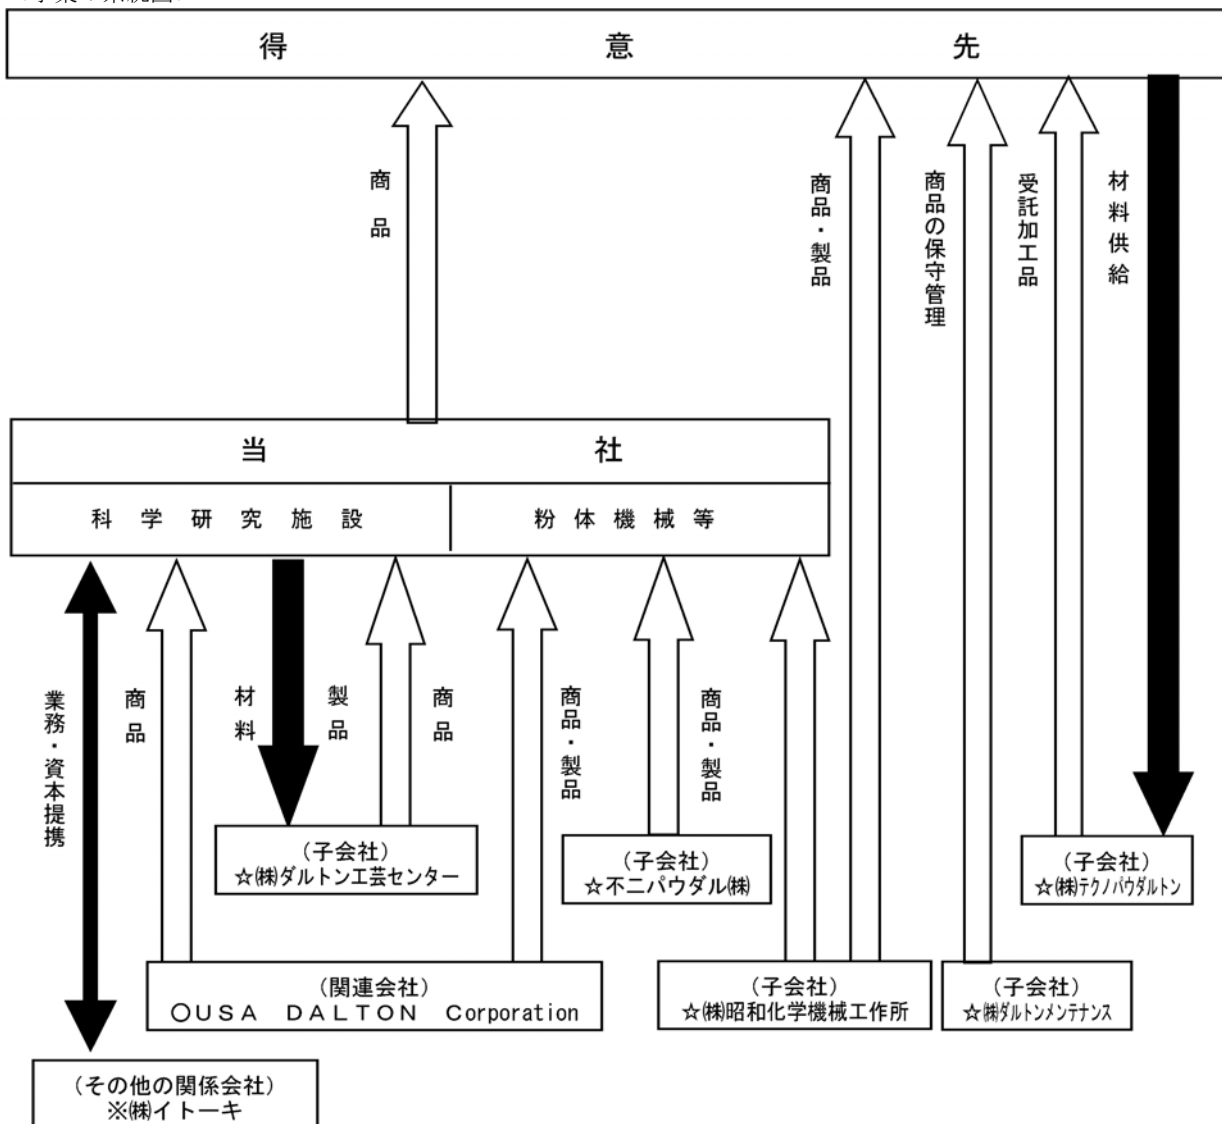 得意先
商品
商品・製品
商品の保守管理
受託加工品
材料供給
当社
科学研究施設
粉体機械等
業務・資本提携
商品
材料
製品
商品
商品・製品
商品・製品
(子会社)
☆㈱ダルトン工芸センター
(子会社)
☆不二パウダル㈱
(子会社)
☆㈱テクノパウダルトン
(関連会社)
○USA DALTON Corporation
(子会社)
☆㈱昭和化学機械工作所
(子会社)
☆㈱ダルトンメンテナンス
(その他の関係会社)
※㈱イトーキ